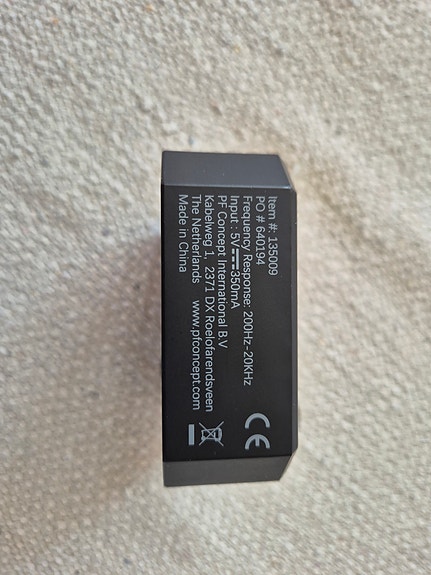 Item #: 135009
PO # 640194
Frequency Response: 200Hz-20KHz
Input : 5V⎓350mA
PF Concept International B.V
Kabelweg 1, 2371 DX Roelofarendsveen
The Netherlands www.pfconcept.com
Made in China
CE